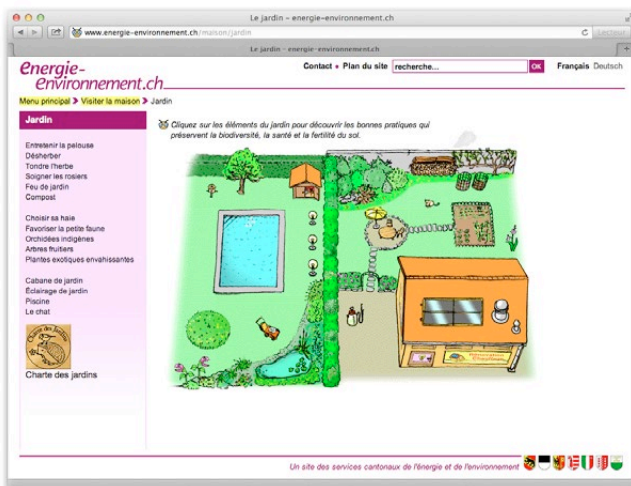 Le jardin – energie-environnement.ch
www.energie-environnement.ch/maison/jardin
Lecteur
Le jardin – energie-environnement.ch
energie-
environnement.ch
Contact • Plan du site
recherche...
OK
Français Deutsch
Menu principal > Visiter la maison > Jardin
Jardin
Cliquez sur les éléments du jardin pour découvrir les bonnes pratiques qui
préservent la biodiversité, la santé et la fertilité du sol.
Entretenir la pelouse
Désherber
Tondre l'herbe
Soigner les rosiers
Feu de jardin
Compost
Choisir sa haie
Favoriser la petite faune
Orchidées indigènes
Arbres fruitiers
Plantes exotiques envahissantes
Cabane de jardin
Éclairage de jardin
Piscine
Le chat
Charte des Jardins
Charte des jardins
Un site des services cantonaux de l'énergie et de l'environnement